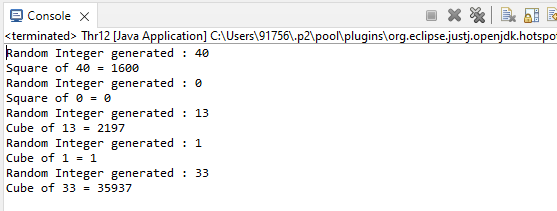 Console
<terminated> Thr12 [Java Application] C:\Users\91756\.p2\pool\plugins\org.eclipse.justj.openjdk.hotspo
Random Integer generated : 40
Square of 40 = 1600
Random Integer generated : 0
Square of 0 = 0
Random Integer generated : 13
Cube of 13 = 2197
Random Integer generated : 1
Cube of 1 = 1
Random Integer generated : 33
Cube of 33 = 35937